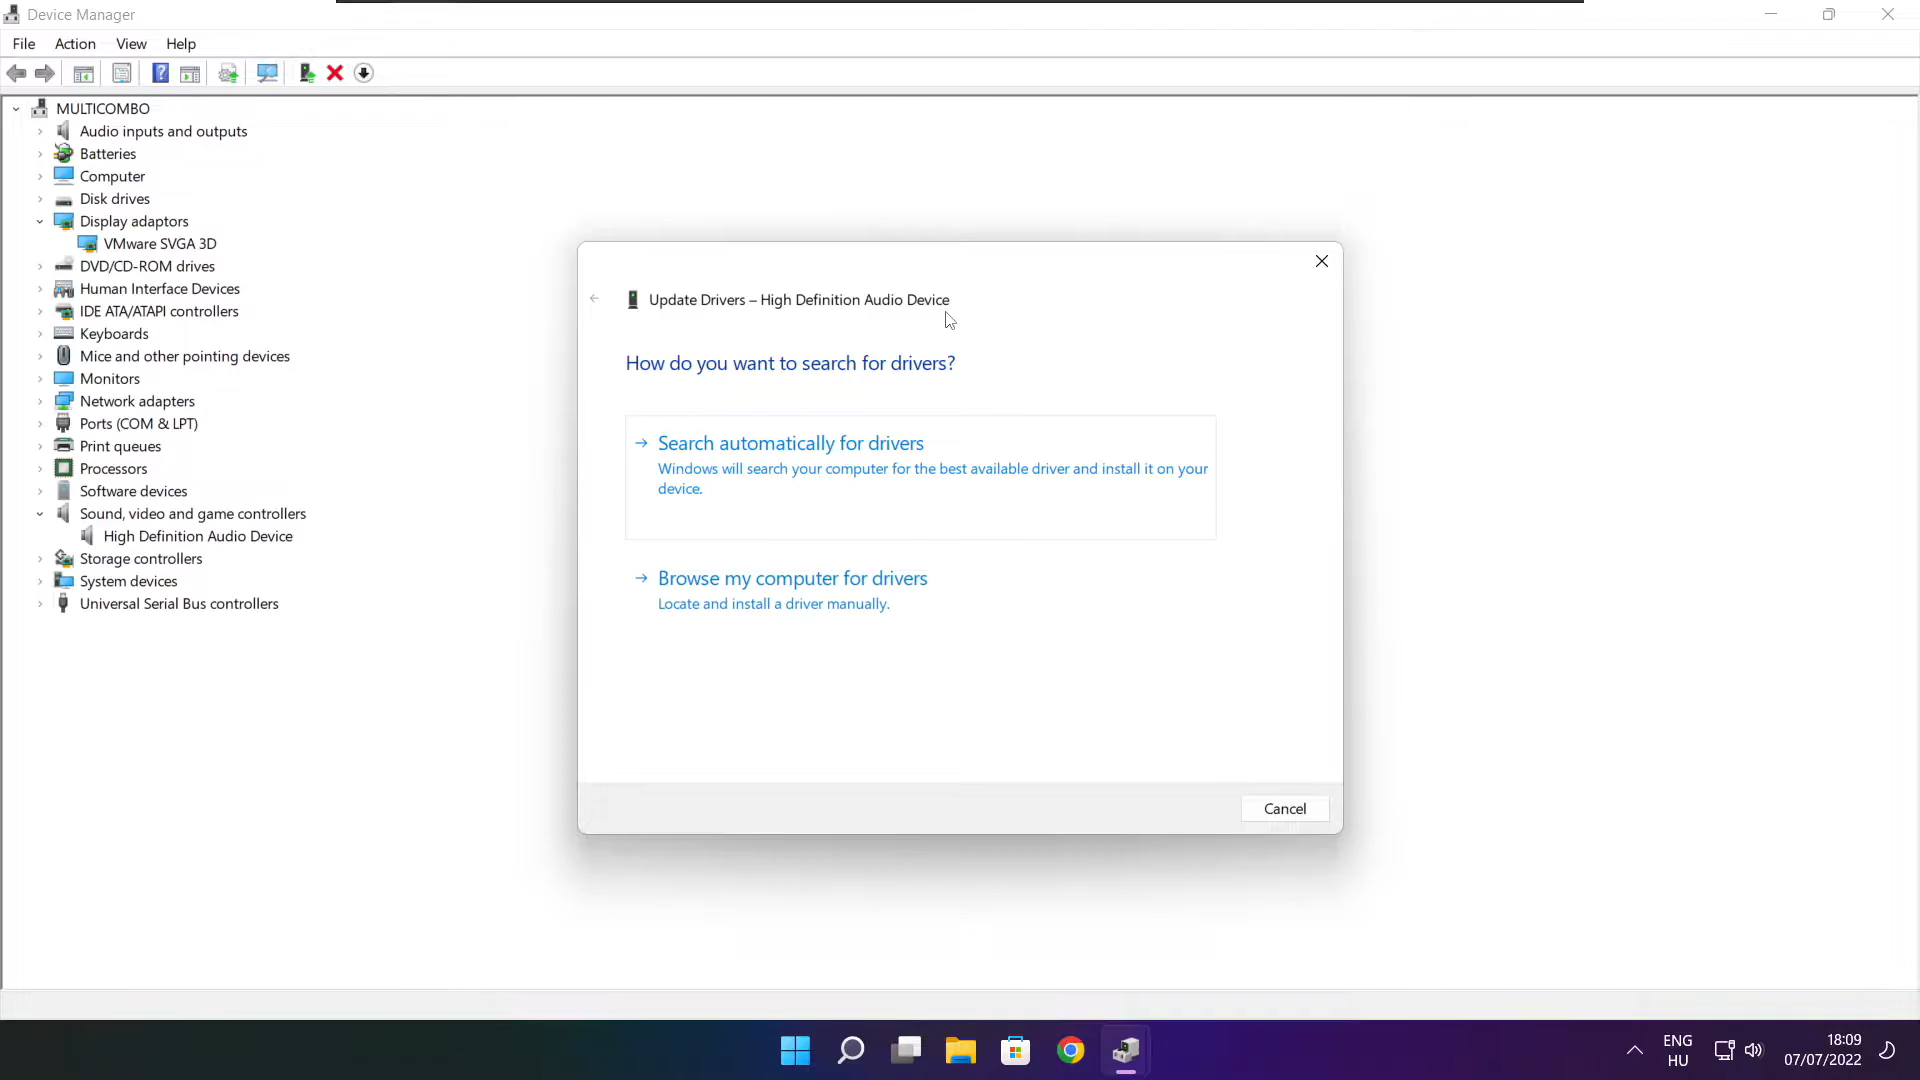 Device Manager
File Action View Help
MULTICOMBO
Audio inputs and outputs
Batteries
Computer
Disk drives
Display adaptors
VMware SVGA 3D
DVD/CD-ROM drives
Human Interface Devices
IDE ATA/ATAPI controllers
Keyboards
Mice and other pointing devices
Monitors
Network adapters
Ports (COM & LPT)
Print queues
Processors
Software devices
Sound, video and game controllers
High Definition Audio Device
Storage controllers
System devices
Universal Serial Bus controllers
Update Drivers – High Definition Audio Device
How do you want to search for drivers?
Search automatically for drivers
Windows will search your computer for the best available driver and install it on your
device.
Browse my computer for drivers
Locate and install a driver manually.
Cancel
ENG
HU
18:09
07/07/2022